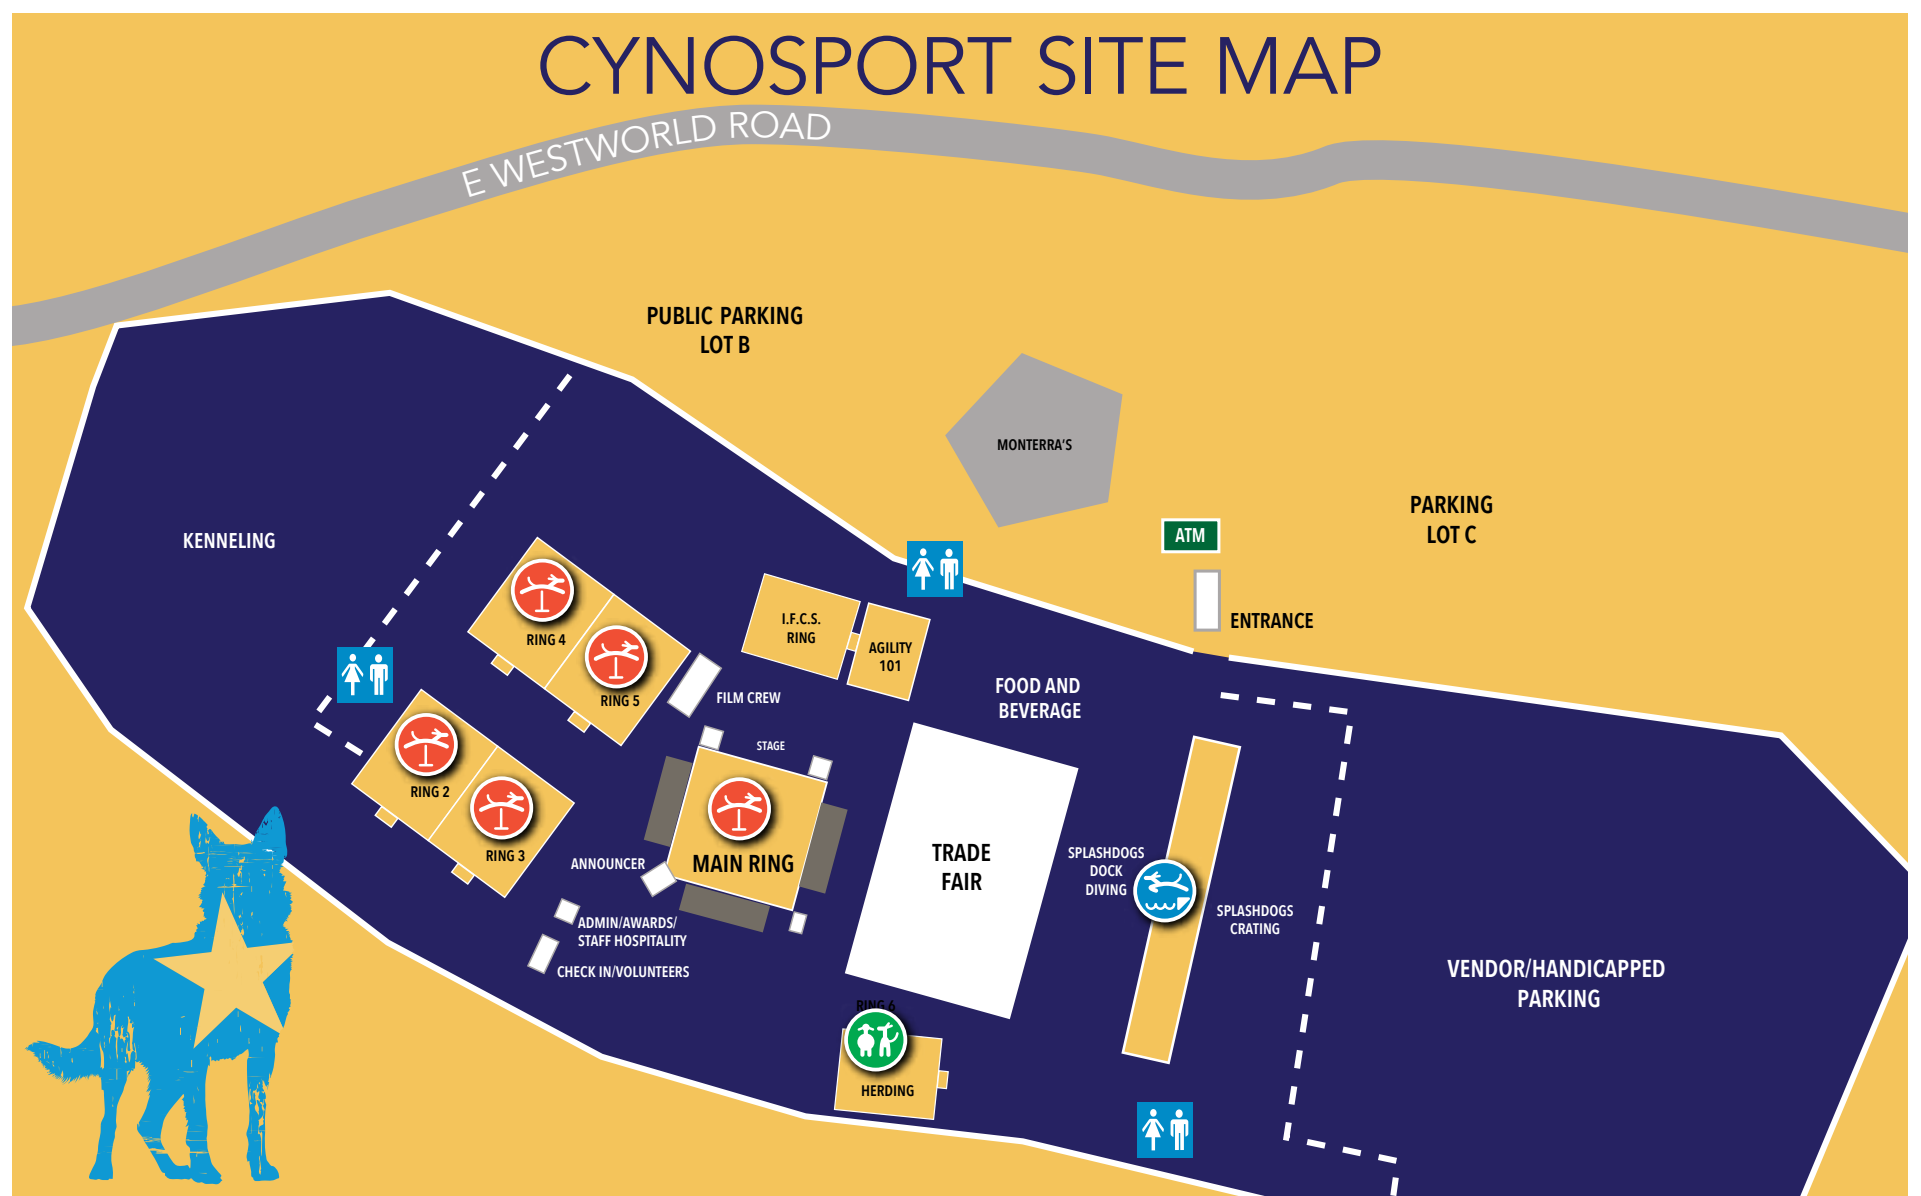 CYNOSPORT SITE MAP
E WESTWORLD ROAD
PUBLIC PARKING
LOT B
MONTERRA'S
PARKING
LOT C
ATM
ENTRANCE
KENNELING
RING 4
RING 5
I.F.C.S.
RING
AGILITY
101
FILM CREW
FOOD AND
BEVERAGE
STAGE
RING 2
RING 3
ANNOUNCER
MAIN RING
TRADE
FAIR
SPLASHDOGS
DOCK
DIVING
SPLASHDOGS
CRATING
ADMIN/AWARDS/
STAFF HOSPITALITY
CHECK IN/VOLUNTEERS
VENDOR/HANDICAPPED
PARKING
RING 6
HERDING